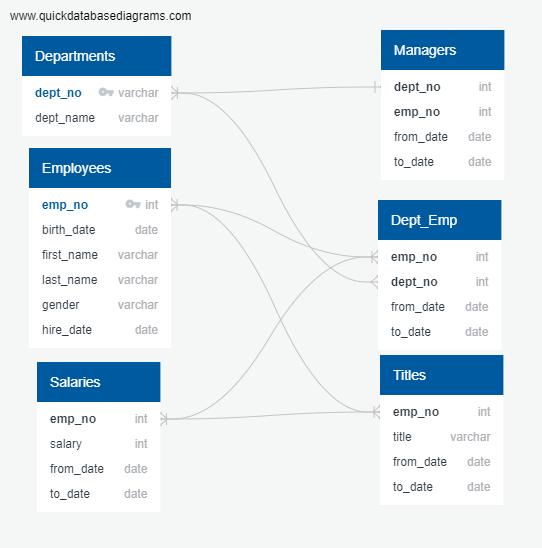 www.quickdatabasediagrams.com
Departments
dept_no varchar
dept_name varchar
Employees
emp_no int
birth_date date
first_name varchar
last_name varchar
gender varchar
hire_date date
Salaries
emp_no int
salary int
from_date date
to_date date
Managers
dept_no int
emp_no int
from_date date
to_date date
Dept_Emp
emp_no int
dept_no int
from_date date
to_date date
Titles
emp_no int
title varchar
from_date date
to_date date